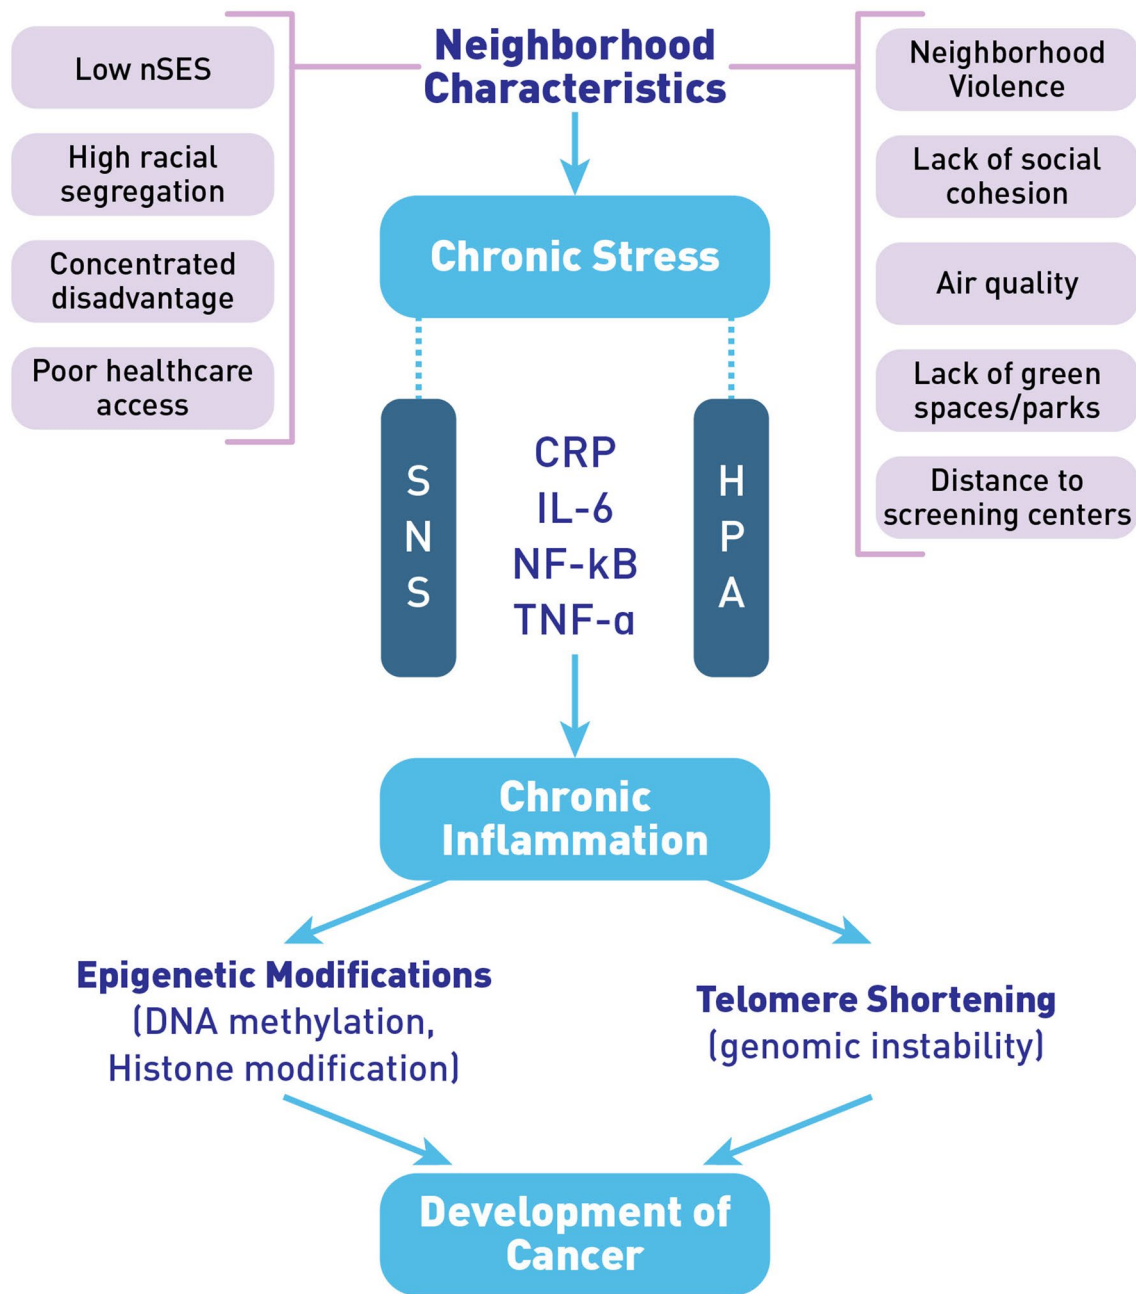 Neighborhood
Characteristics
Low nSES
High racial
segregation
Concentrated
disadvantage
Poor healthcare
access
Neighborhood
Violence
Lack of social
cohesion
Air quality
Lack of green
spaces/parks
Distance to
screening centers
Chronic Stress
S
N
S
CRP
IL-6
NF-kB
TNF-α
H
P
A
Chronic
Inflammation
Epigenetic Modifications
(DNA methylation,
Histone modification)
Telomere Shortening
(genomic instability)
Development of
Cancer